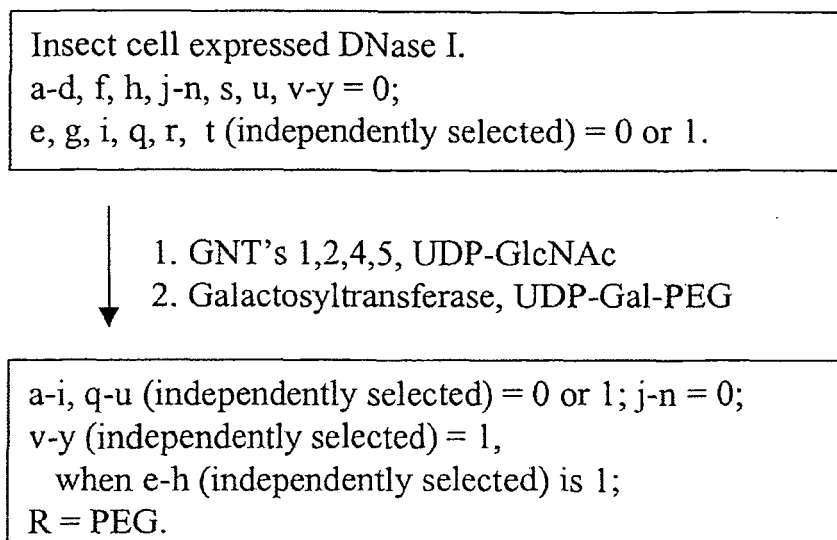 Insect cell expressed DNase I.
a-d, f, h, j-n, s, u, v-y = 0;
e, g, i, q, r, t (independently selected) = 0 or 1.
1. GNT's 1,2,4,5, UDP-GlcNAc
2. Galactosyltransferase, UDP-Gal-PEG
a-i, q-u (independently selected) = 0 or 1; j-n = 0;
v-y (independently selected) = 1,
when e-h (independently selected) is 1;
R = PEG.